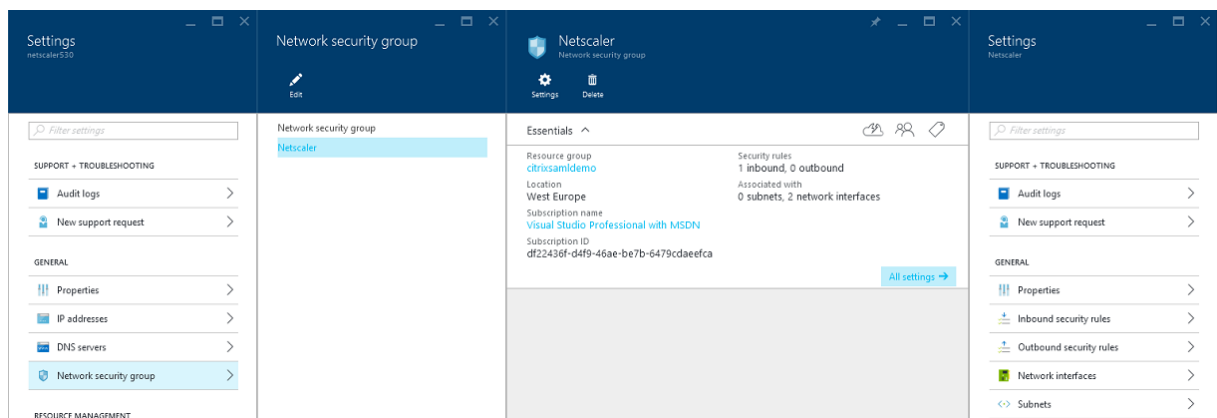 Settings
netscaler530
Filter settings
SUPPORT + TROUBLESHOOTING
Audit logs
New support request
GENERAL
Properties
IP addresses
DNS servers
Network security group
RESOURCE MANAGEMENT
Network security group
Edit
Network security group
Netscaler
Netscaler
Network security group
Settings
Delete
Essentials
Resource group
citrixsamldemo
Location
West Europe
Subscription name
Visual Studio Professional with MSDN
Subscription ID
df22436f-d4f9-46ae-be7b-6479cdaeefca
Security rules
1 inbound, 0 outbound
Associated with
0 subnets, 2 network interfaces
All settings
Settings
Netscaler
Filter settings
SUPPORT + TROUBLESHOOTING
Audit logs
New support request
GENERAL
Properties
Inbound security rules
Outbound security rules
Network interfaces
Subnets